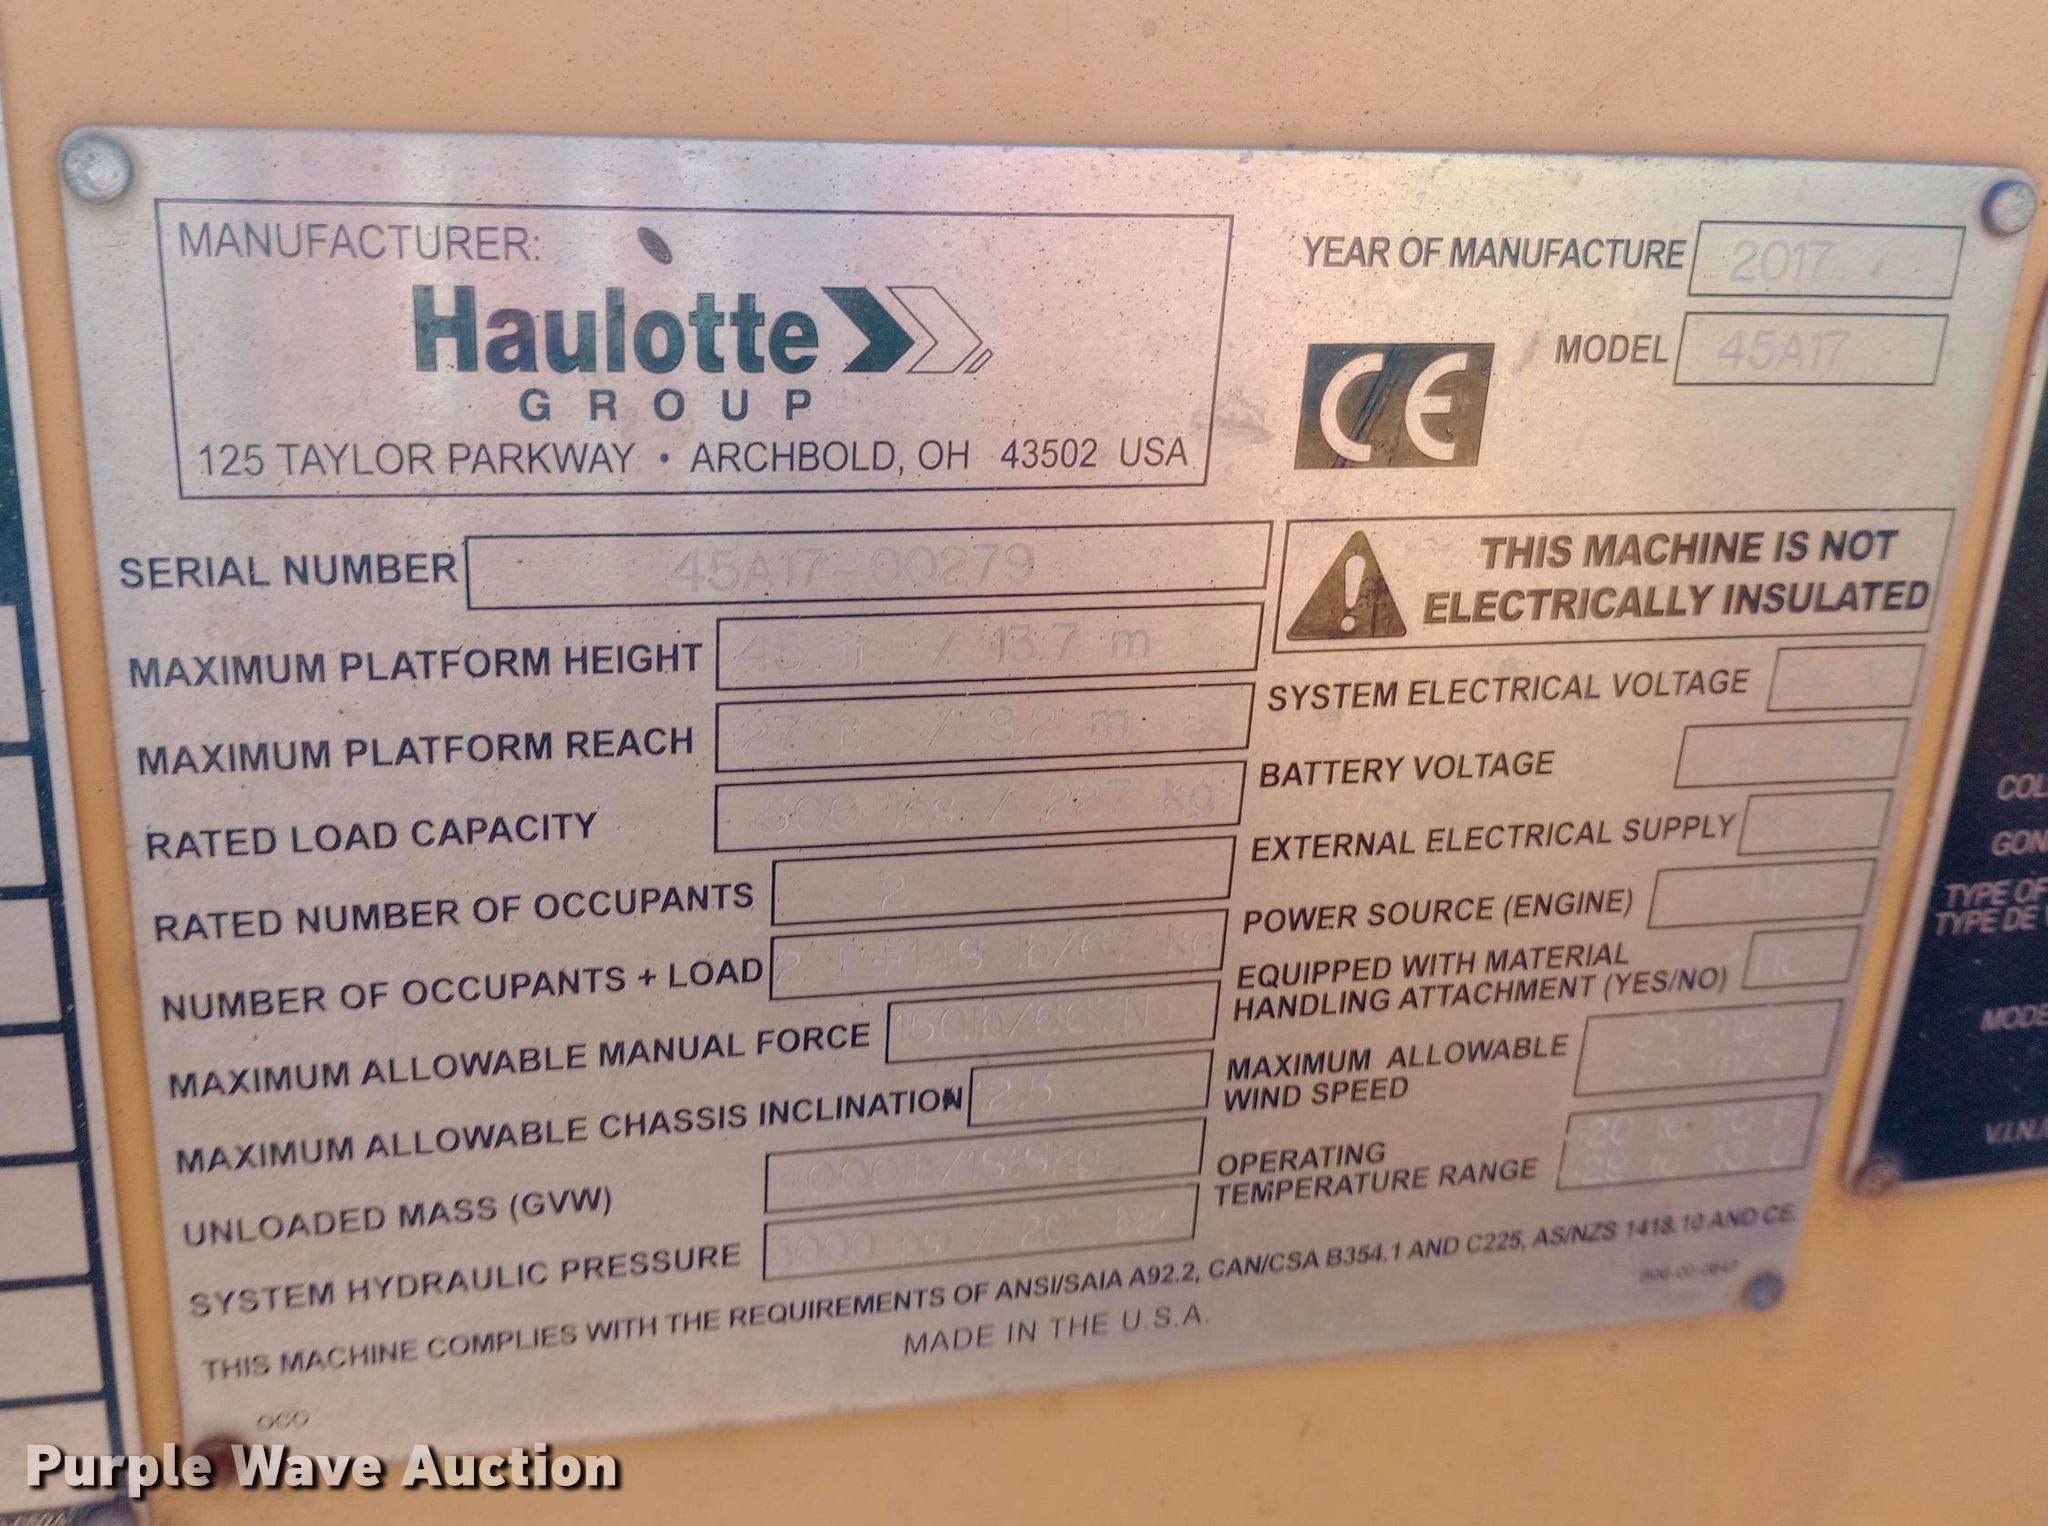 MANUFACTURER:
Haulotte
GROUP
125 TAYLOR PARKWAY • ARCHBOLD, OH 43502 USA
YEAR OF MANUFACTURE 2017
MODEL 45A17
CE
SERIAL NUMBER 45A17-00279
THIS MACHINE IS NOT
ELECTRICALLY INSULATED
MAXIMUM PLATFORM HEIGHT 45 ft / 13.7 m
MAXIMUM PLATFORM REACH 27 ft / 8.2 m
RATED LOAD CAPACITY 500 lbs. / 227 kg
RATED NUMBER OF OCCUPANTS 2
NUMBER OF OCCUPANTS + LOAD
MAXIMUM ALLOWABLE MANUAL FORCE
MAXIMUM ALLOWABLE CHASSIS INCLINATION 2.5
UNLOADED MASS (GVW)
SYSTEM HYDRAULIC PRESSURE 3000 psi /
SYSTEM ELECTRICAL VOLTAGE 24 V
BATTERY VOLTAGE
EXTERNAL ELECTRICAL SUPPLY
POWER SOURCE (ENGINE)
EQUIPPED WITH MATERIAL
HANDLING ATTACHMENT (YES/NO)
MAXIMUM ALLOWABLE
WIND SPEED
OPERATING
TEMPERATURE RANGE
THIS MACHINE COMPLIES WITH THE REQUIREMENTS OF ANSI/SAIA A92.2, CAN/CSA B354.1 AND C225, AS/NZS 1418.10 AND CE.
MADE IN THE U.S.A.
OCO
TYPE OF
TYPE DE
Purple Wave Auction